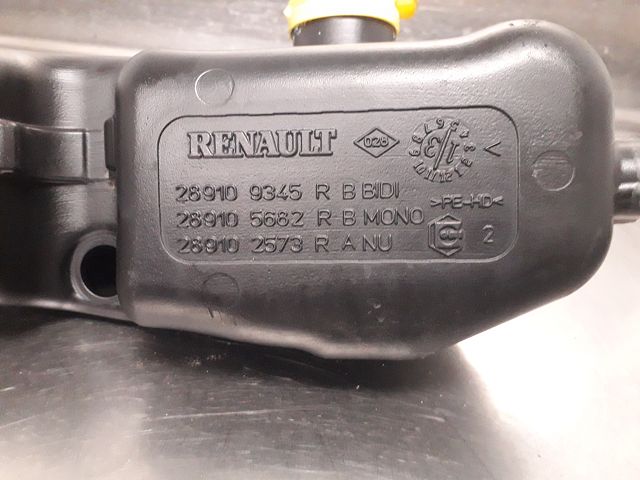 RENAULT
028
28910 9345 R B BIDI
>PE-HD<
28910 5682 R B MONO
28910 2573 R A NU
2